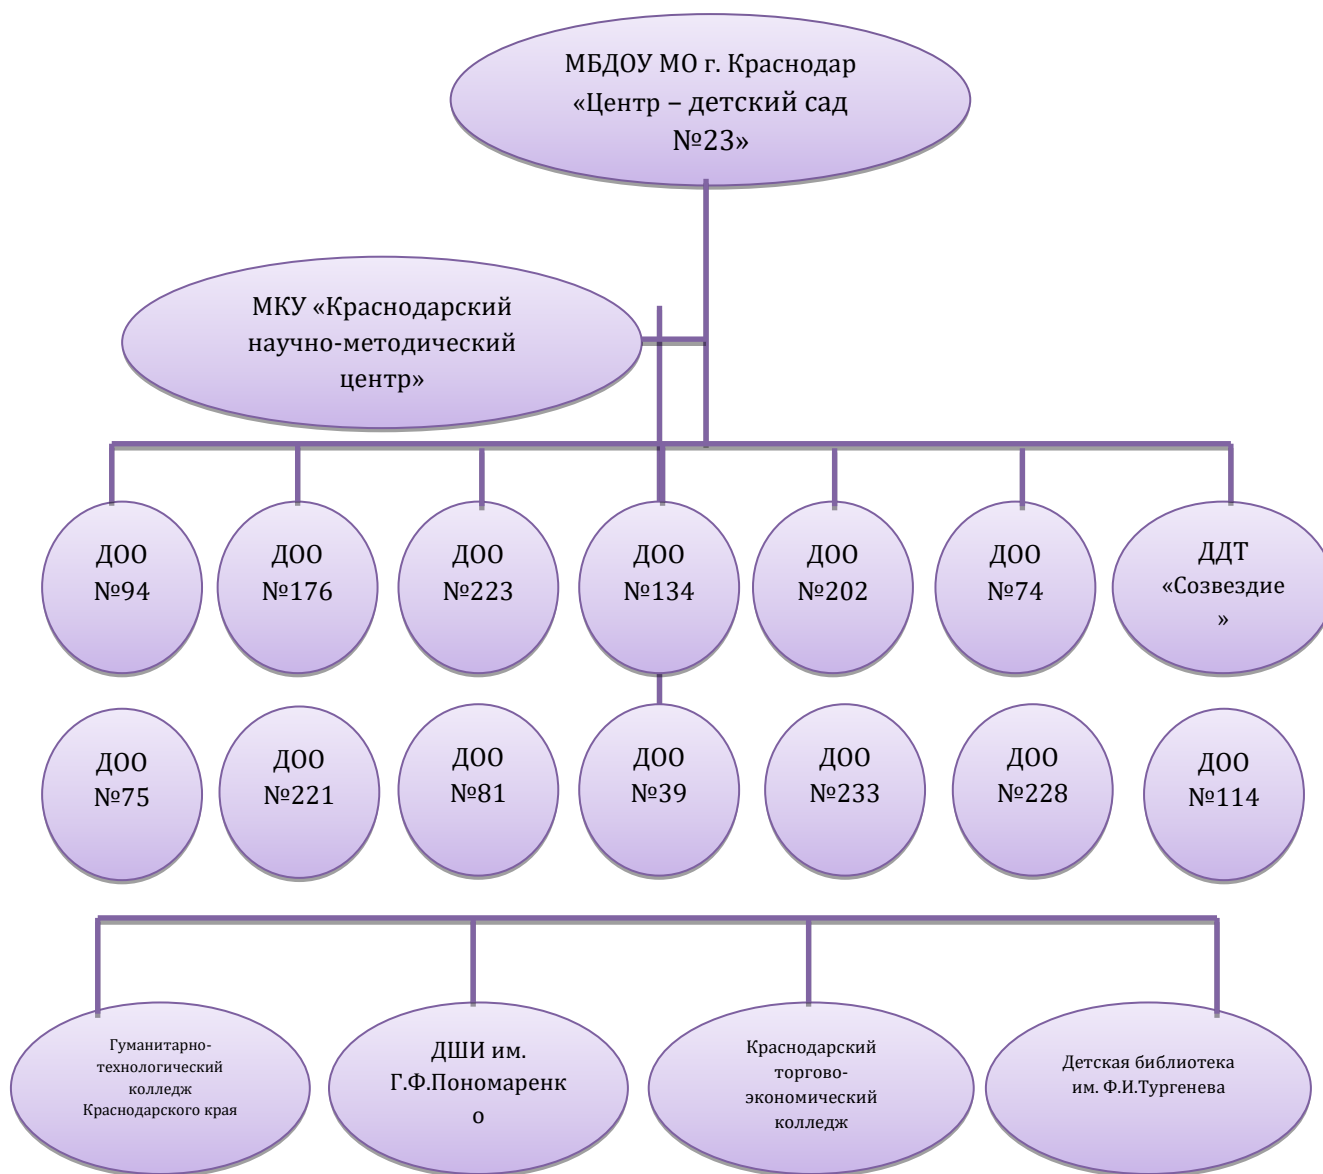 МБДОУ МО г. Краснодар
«Центр – детский сад
№23»
МКУ «Краснодарский
научно-методический
центр»
ДОО
№94
ДОО
№176
ДОО
№223
ДОО
№134
ДОО
№202
ДОО
№74
ДДТ
«Созвездие
»
ДОО
№75
ДОО
№221
ДОО
№81
ДОО
№39
ДОО
№233
ДОО
№228
ДОО
№114
Гуманитарно-
технологический
колледж
Краснодарского края
ДШИ им.
Г.Ф.Пономаренк
о
Краснодарский
торгово-
экономический
колледж
Детская библиотека
им. Ф.И.Тургенева